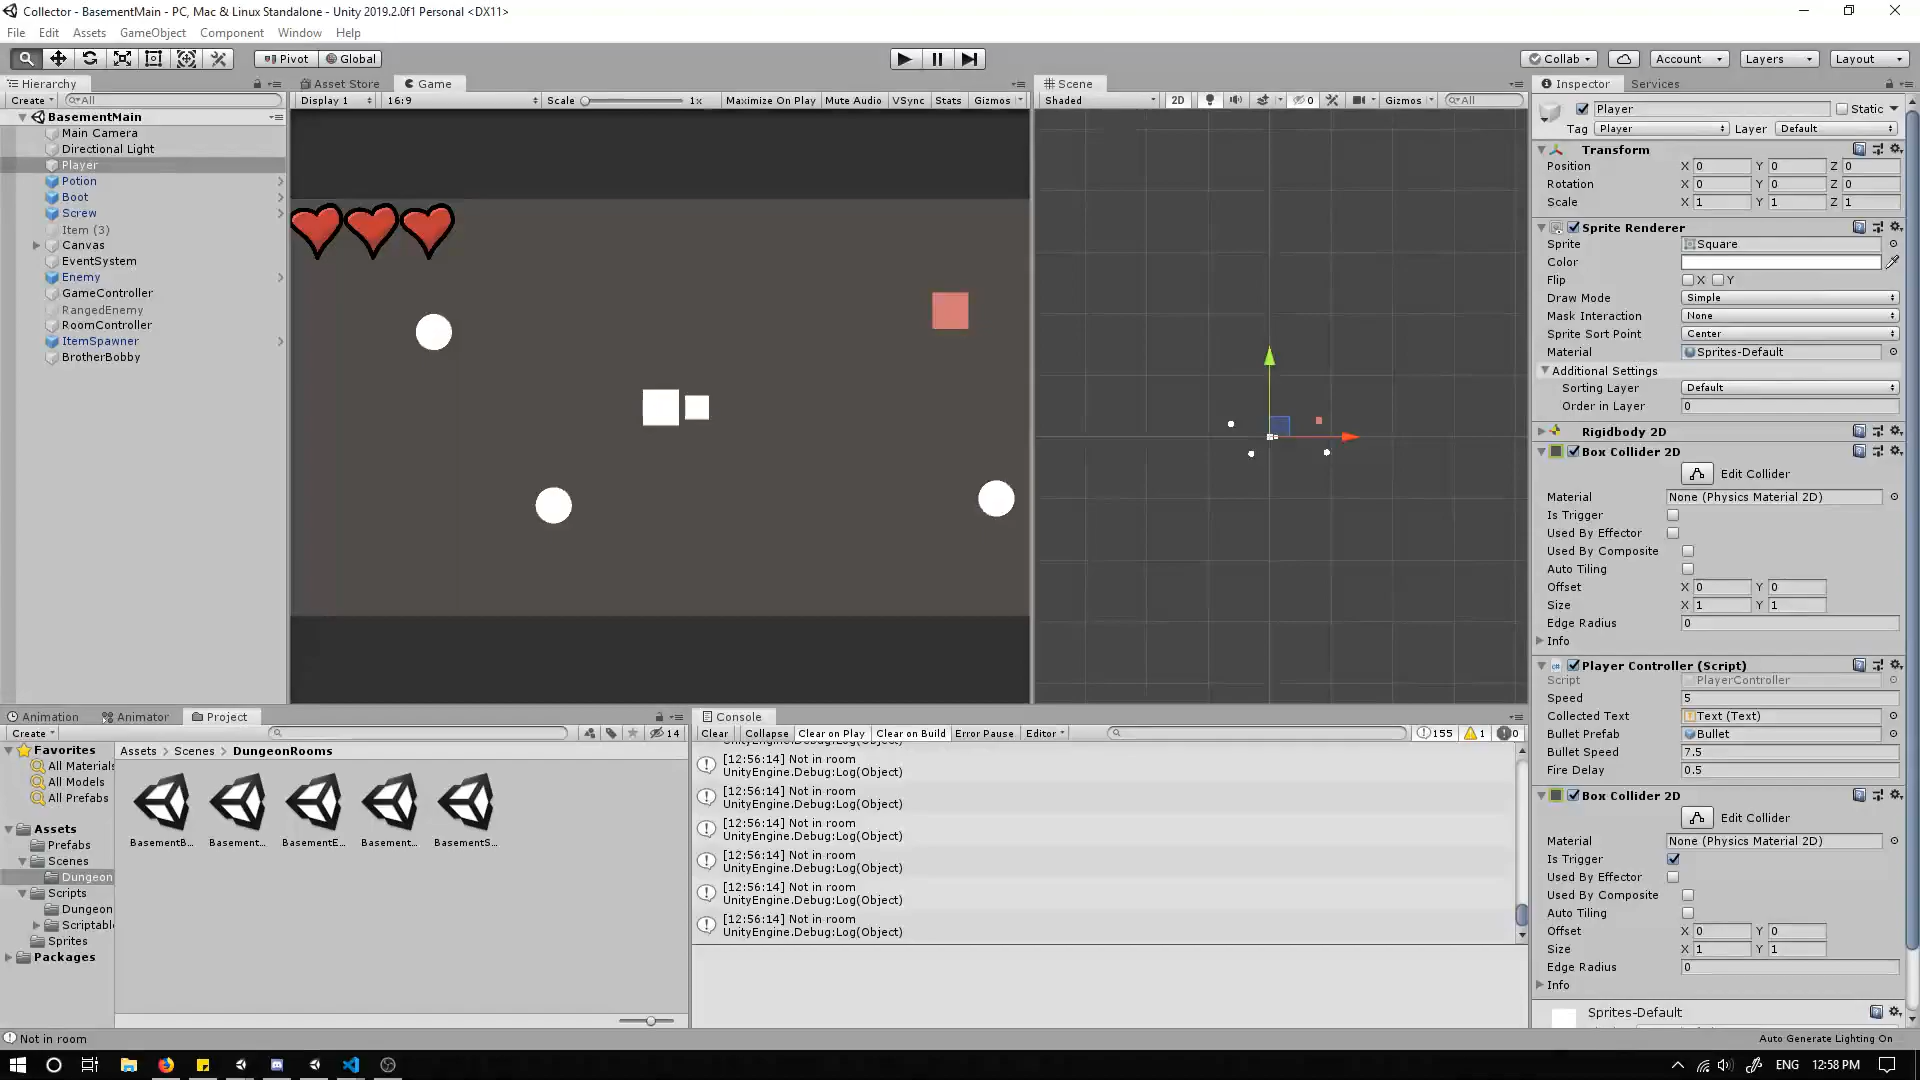 Collector - BasementMain - PC, Mac & Linux Standalone - Unity 2019.2.0f1 Personal <DX11>
File Edit Assets GameObject Component Window Help
Pivot Global Collab Account Layers Layout
Hierarchy Asset Store Game Scene Inspector Services
Create All Display 1 16:9 Scale 1x Maximize On Play Mute Audio VSync Stats Gizmos Shaded 2D 0 Gizmos All
BasementMain
Main Camera
Directional Light
Player
Potion
Boot
Screw
Item (3)
Canvas
EventSystem
Enemy
GameController
RangedEnemy
RoomController
ItemSpawner
BrotherBobby
Player Static
Tag Player Layer Default
Transform
Position X 0 Y 0 Z 0
Rotation X 0 Y 0 Z 0
Scale X 1 Y 1 Z 1
Sprite Renderer
Sprite Square
Color
Flip X Y
Draw Mode Simple
Mask Interaction None
Sprite Sort Point Center
Material Sprites-Default
Additional Settings
Sorting Layer Default
Order in Layer 0
Rigidbody 2D
Box Collider 2D
Edit Collider
Material None (Physics Material 2D)
Is Trigger
Used By Effector
Used By Composite
Auto Tiling
Offset X 0 Y 0
Size X 1 Y 1
Edge Radius 0
Info
Player Controller (Script)
Script PlayerController
Speed 5
Collected Text Text (Text)
Bullet Prefab Bullet
Bullet Speed 7.5
Fire Delay 0.5
Box Collider 2D
Edit Collider
Material None (Physics Material 2D)
Is Trigger
Used By Effector
Used By Composite
Auto Tiling
Offset X 0 Y 0
Size X 1 Y 1
Edge Radius 0
Info
Sprites-Default
Animation Animator Project
Create 14
Favorites
All Materials
All Models
All Prefabs
Assets
Prefabs
Scenes
Dungeon
Scripts
Dungeon
Scriptabl
Sprites
Packages
Assets Scenes DungeonRooms
BasementB... Basement... BasementE... Basement... BasementS...
Console
Clear Collapse Clear on Play Clear on Build Error Pause Editor 155 1 0
UnityEngine.Debug:Log(Object)
[12:56:14] Not in room
UnityEngine.Debug:Log(Object)
[12:56:14] Not in room
UnityEngine.Debug:Log(Object)
[12:56:14] Not in room
UnityEngine.Debug:Log(Object)
[12:56:14] Not in room
UnityEngine.Debug:Log(Object)
[12:56:14] Not in room
UnityEngine.Debug:Log(Object)
[12:56:14] Not in room
UnityEngine.Debug:Log(Object)
Not in room
Auto Generate Lighting On
ENG 12:58 PM